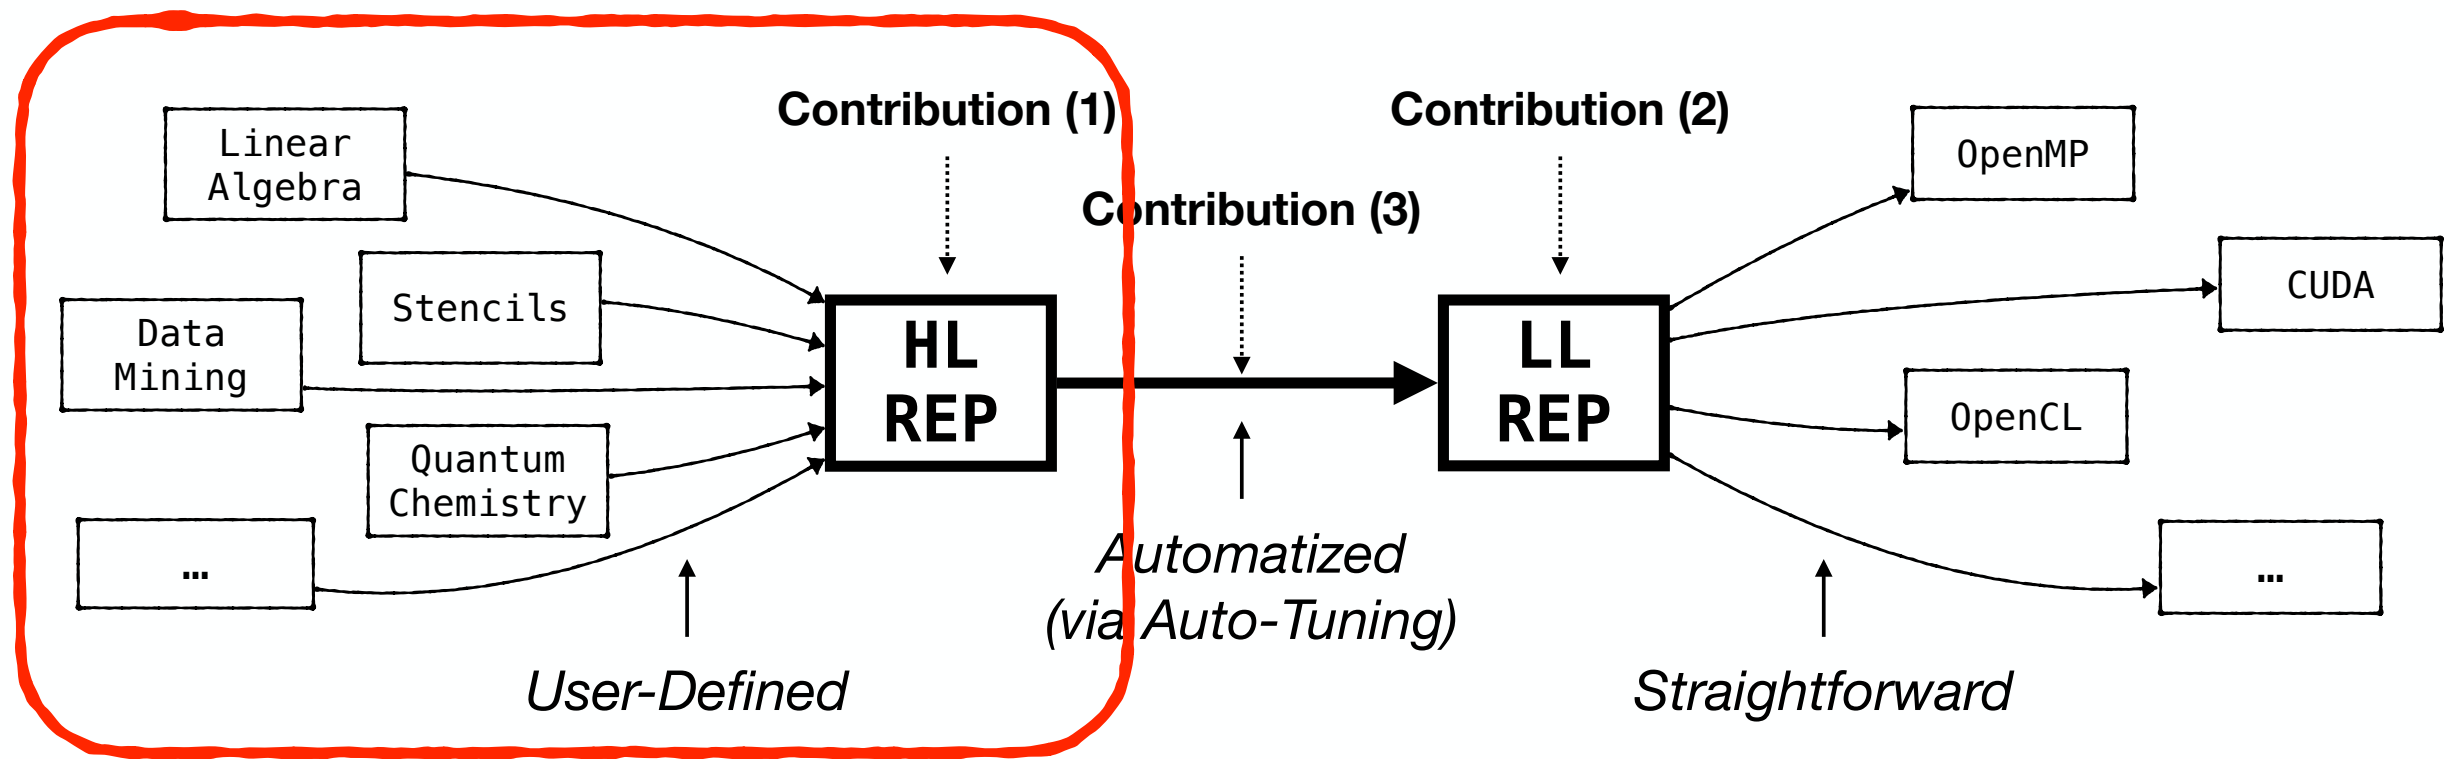 Linear
Algebra
Stencils
Data
Mining
Quantum
Chemistry
…
User-Defined
Contribution (1)
HL
REP
Contribution (3)
Automatized
(via Auto-Tuning)
Contribution (2)
LL
REP
Straightforward
OpenMP
CUDA
OpenCL
…